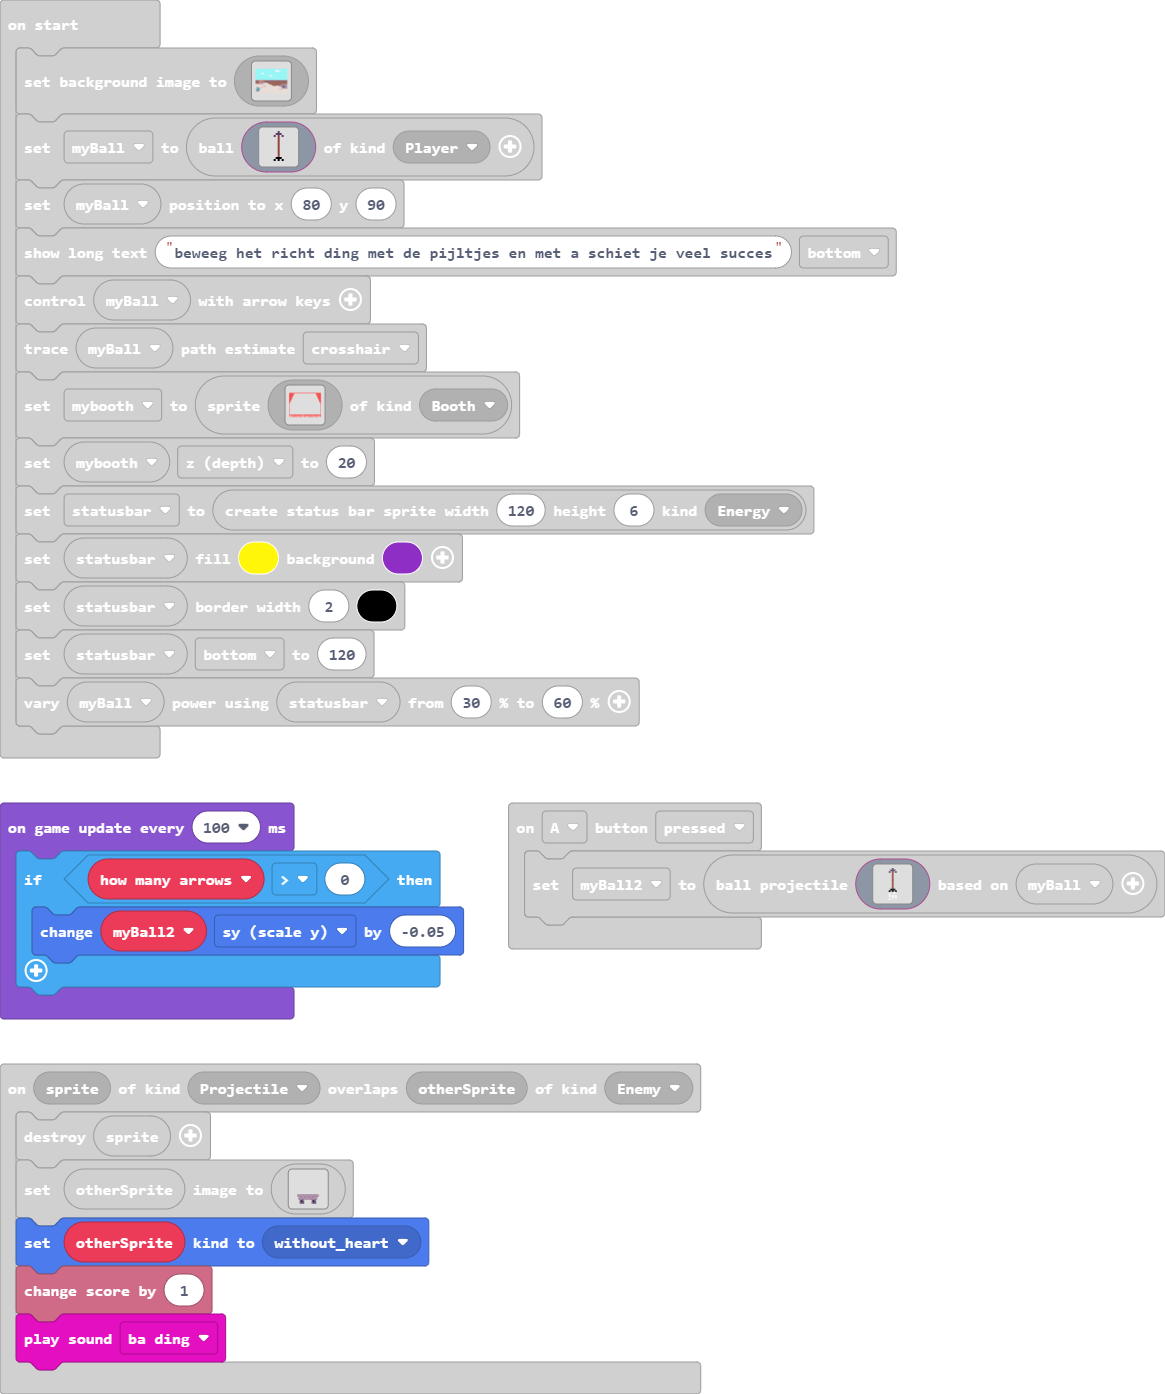 on start
set background image to
set myBall to ball of kind Player
set myBall position to x 80 y 90
show long text "beweeg het richt ding met de pijltjes en met a schiet je veel succes" bottom
control myBall with arrow keys
trace myBall path estimate crosshair
set mybooth to sprite of kind Booth
set mybooth z (depth) to 20
set statusbar to create status bar sprite width 120 height 6 kind Energy
set statusbar fill background
set statusbar border width 2
set statusbar bottom to 120
vary myBall power using statusbar from 30 % to 60 %
on game update every 100 ms
if how many arrows > 0 then
change myBall2 sy (scale y) by -0.05
on A button pressed
set myBall2 to ball projectile based on myBall
on sprite of kind Projectile overlaps otherSprite of kind Enemy
destroy sprite
set otherSprite image to
set otherSprite kind to without_heart
change score by 1
play sound ba ding